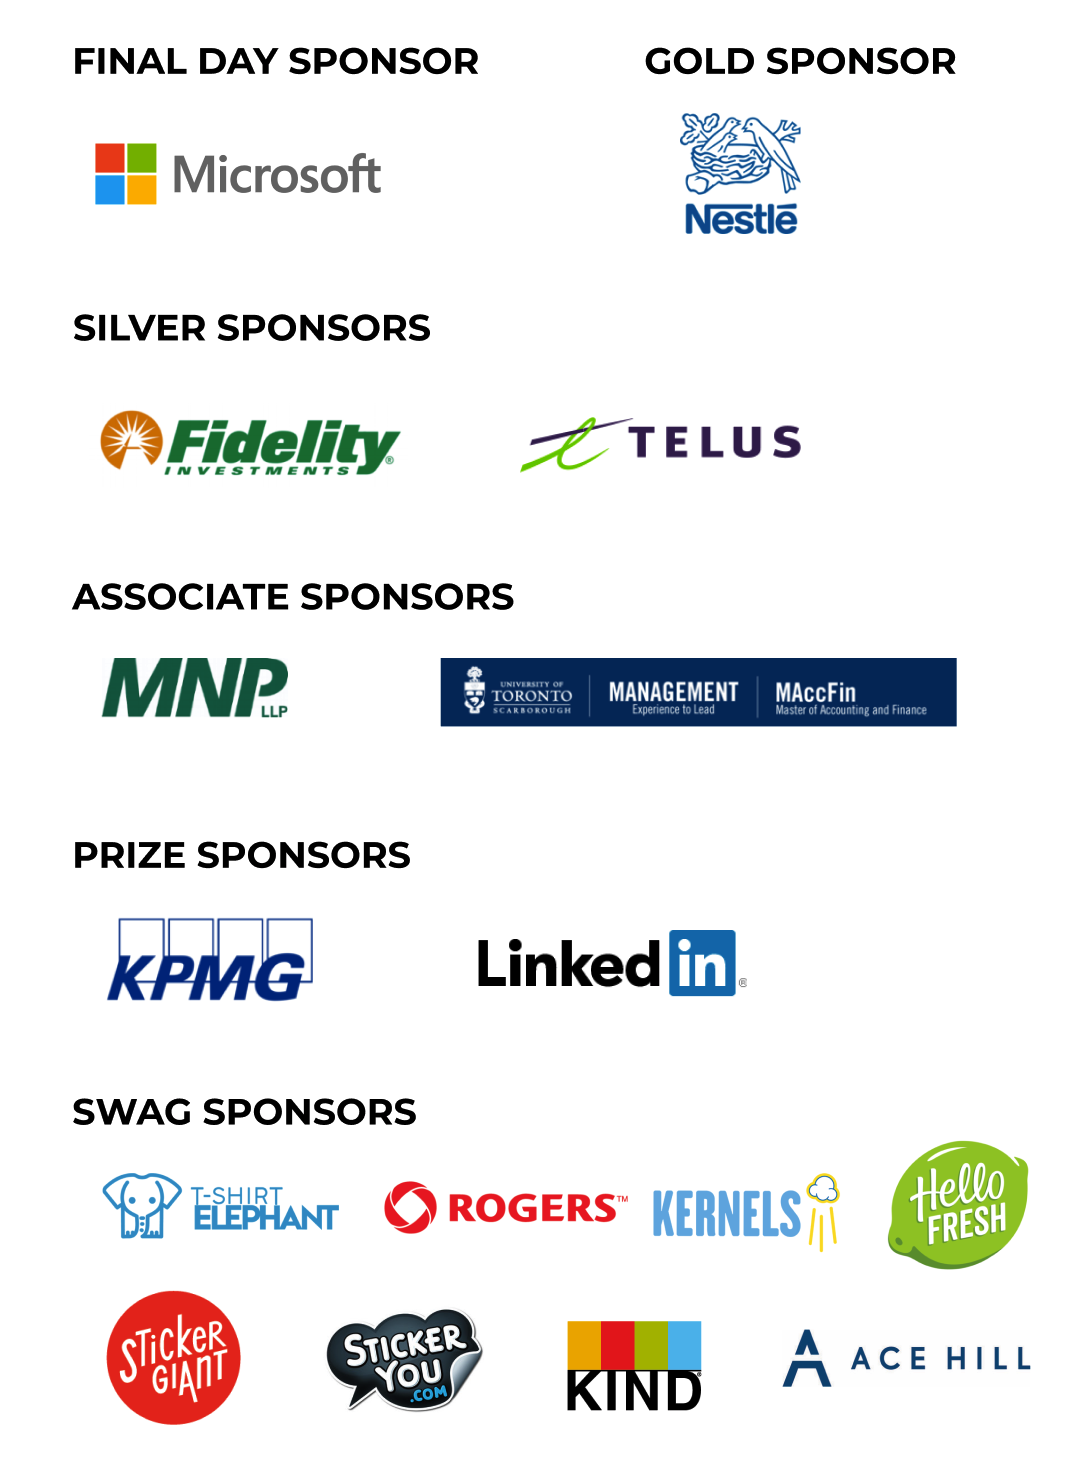 FINAL DAY SPONSOR
GOLD SPONSOR
Microsoft
Nestlé
SILVER SPONSORS
Fidelity®
INVESTMENTS
TELUS
ASSOCIATE SPONSORS
MNP
LLP
UNIVERSITY OF
TORONTO
SCARBOROUGH
MANAGEMENT
Experience to Lead
MAccFin
Master of Accounting and Finance
PRIZE SPONSORS
KPMG
Linked in®
SWAG SPONSORS
T-SHIRT
ELEPHANT
ROGERS™
KERNELS
Hello
FRESH
STiCKER
GIANT
STICKER
YOU
.COM
KIND®
ACE HILL